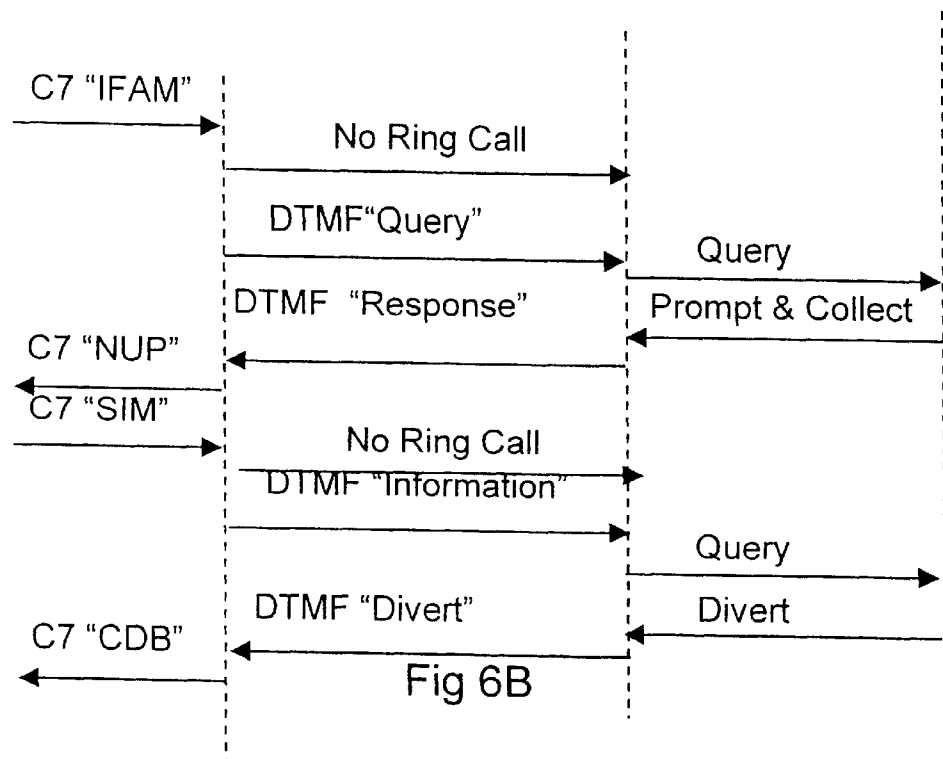 C7 “IFAM”
No Ring Call
DTMF“Query”
Query
DTMF “Response”
Prompt & Collect
C7 “NUP”
C7 “SIM”
No Ring Call
DTMF “Information”
Query
DTMF “Divert”
Divert
C7 “CDB”
Fig 6B